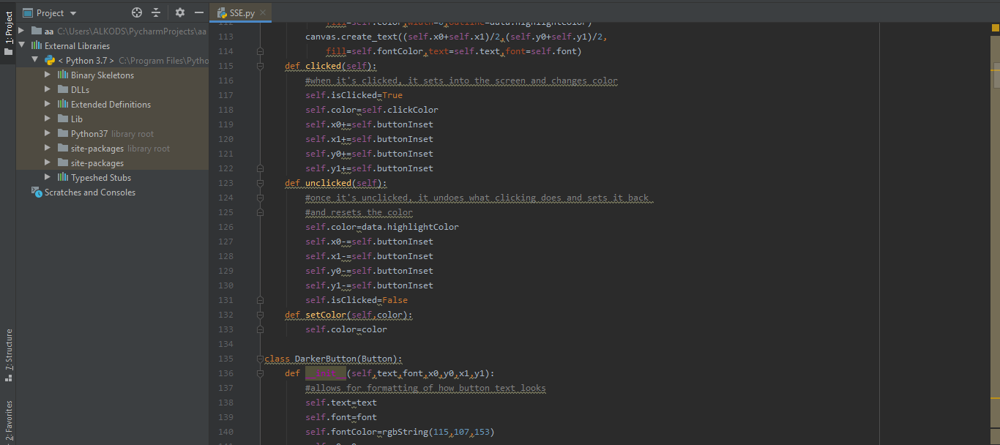 Project
SSE.py
1: Project
aa C:\Users\ALKODS\PycharmProjects\aa
External Libraries
< Python 3.7 > C:\Program Files\Pytho
Binary Skeletons
DLLs
Extended Definitions
Lib
Python37 library root
site-packages library root
site-packages
Typeshed Stubs
Scratches and Consoles
7: Structure
2: Favorites
fill=self.color,width=0,outline=data.highlightColor)
113 canvas.create_text((self.x0+self.x1)/2,(self.y0+self.y1)/2,
114 fill=self.fontColor,text=self.text,font=self.font)
115 def clicked(self):
116 #when it's clicked, it sets into the screen and changes color
117 self.isClicked=True
118 self.color=self.clickColor
119 self.x0+=self.buttonInset
120 self.x1+=self.buttonInset
121 self.y0+=self.buttonInset
122 self.y1+=self.buttonInset
123 def unclicked(self):
124 #once it's unclicked, it undoes what clicking does and sets it back
125 #and resets the color
126 self.color=data.highlightColor
127 self.x0-=self.buttonInset
128 self.x1-=self.buttonInset
129 self.y0-=self.buttonInset
130 self.y1-=self.buttonInset
131 self.isClicked=False
132 def setColor(self,color):
133 self.color=color
134
135 class DarkerButton(Button):
136 def __init__(self,text,font,x0,y0,x1,y1):
137 #allows for formatting of how button text looks
138 self.text=text
139 self.font=font
140 self.fontColor=rgbString(115,107,153)